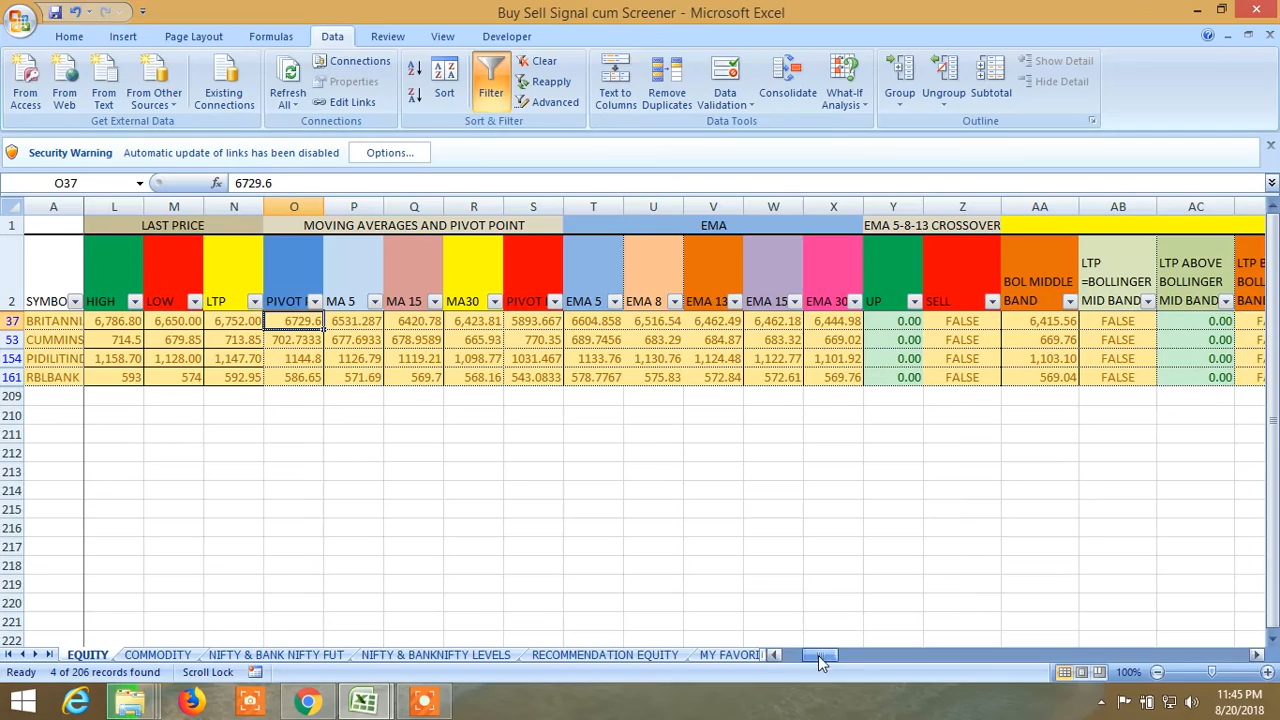 Buy Sell Signal cum Screener - Microsoft Excel
Home Insert Page Layout Formulas Data Review View Developer
From Access
From Web
From Text
From Other Sources
Existing Connections
Get External Data
Refresh All
Connections
Properties
Edit Links
Connections
Sort
Filter
Clear
Reapply
Advanced
Sort & Filter
Text to Columns
Remove Duplicates
Data Validation
Consolidate
What-If Analysis
Data Tools
Group
Ungroup
Subtotal
Show Detail
Hide Detail
Outline
Security Warning Automatic update of links has been disabled Options...
O37 fx 6729.6
A L M N O P Q R S T U V W X Y Z AA AB AC
1 LAST PRICE MOVING AVERAGES AND PIVOT POINT EMA EMA 5-8-13 CROSSOVER
2 SYMBO HIGH LOW LTP PIVOT MA 5 MA 15 MA30 PIVOT EMA 5 EMA 8 EMA 13 EMA 15 EMA 30 UP SELL BOL MIDDLE BAND LTP =BOLLINGER MID BAND LTP ABOVE BOLLINGER MID BAND LTP B BOLL BAND
37 BRITANNI 6,786.80 6,650.00 6,752.00 6729.6 6531.287 6420.78 6,423.81 5893.667 6604.858 6,516.54 6,462.49 6,462.18 6,444.98 0.00 FALSE 6,415.56 FALSE 0.00 F
53 CUMMINS 714.5 679.85 713.85 702.7333 677.6933 678.9589 665.93 770.35 689.7456 683.29 684.87 683.32 669.02 0.00 FALSE 669.76 FALSE 0.00 F
154 PIDILITIND 1,158.70 1,128.00 1,147.70 1144.8 1126.79 1119.21 1,098.77 1031.467 1133.76 1,130.76 1,124.48 1,122.77 1,101.92 0.00 FALSE 1,103.10 FALSE 0.00 F
161 RBLBANK 593 574 592.95 586.65 571.69 569.7 568.16 543.0833 578.7767 575.83 572.84 572.61 569.76 0.00 FALSE 569.04 FALSE 0.00 F
209
210
211
212
213
214
215
216
217
218
219
220
221
222
EQUITY COMMODITY NIFTY & BANK NIFTY FUT NIFTY & BANKNIFTY LEVELS RECOMMENDATION EQUITY MY FAVORI
Ready 4 of 206 records found Scroll Lock 100%
11:45 PM
8/20/2018